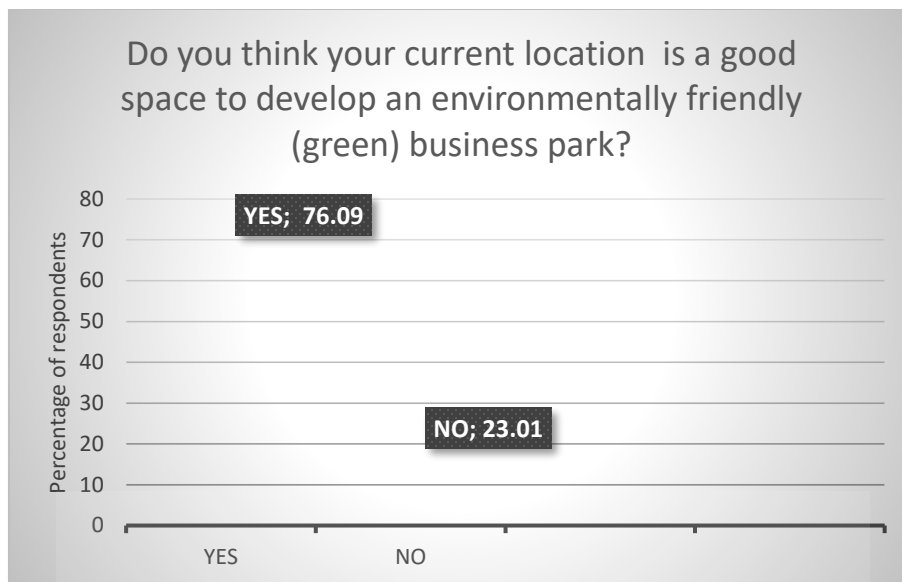 Do you think your current location is a good
space to develop an environmentally friendly
(green) business park?
Percentage of respondents
80
70
60
50
40
30
20
10
0
YES; 76.09
NO; 23.01
YES
NO